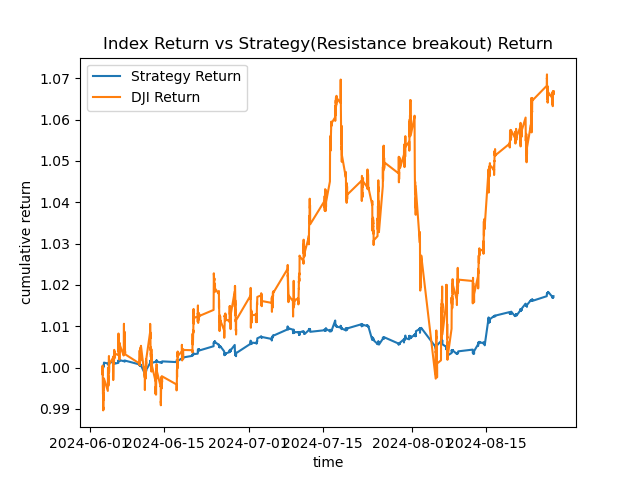 Index Return vs Strategy(Resistance breakout) Return
Strategy Return
DJI Return
1.07
1.06
1.05
1.04
1.03
1.02
1.01
1.00
0.99
cumulative return
2024-06-01 2024-06-15 2024-07-01 2024-07-15 2024-08-01 2024-08-15
time